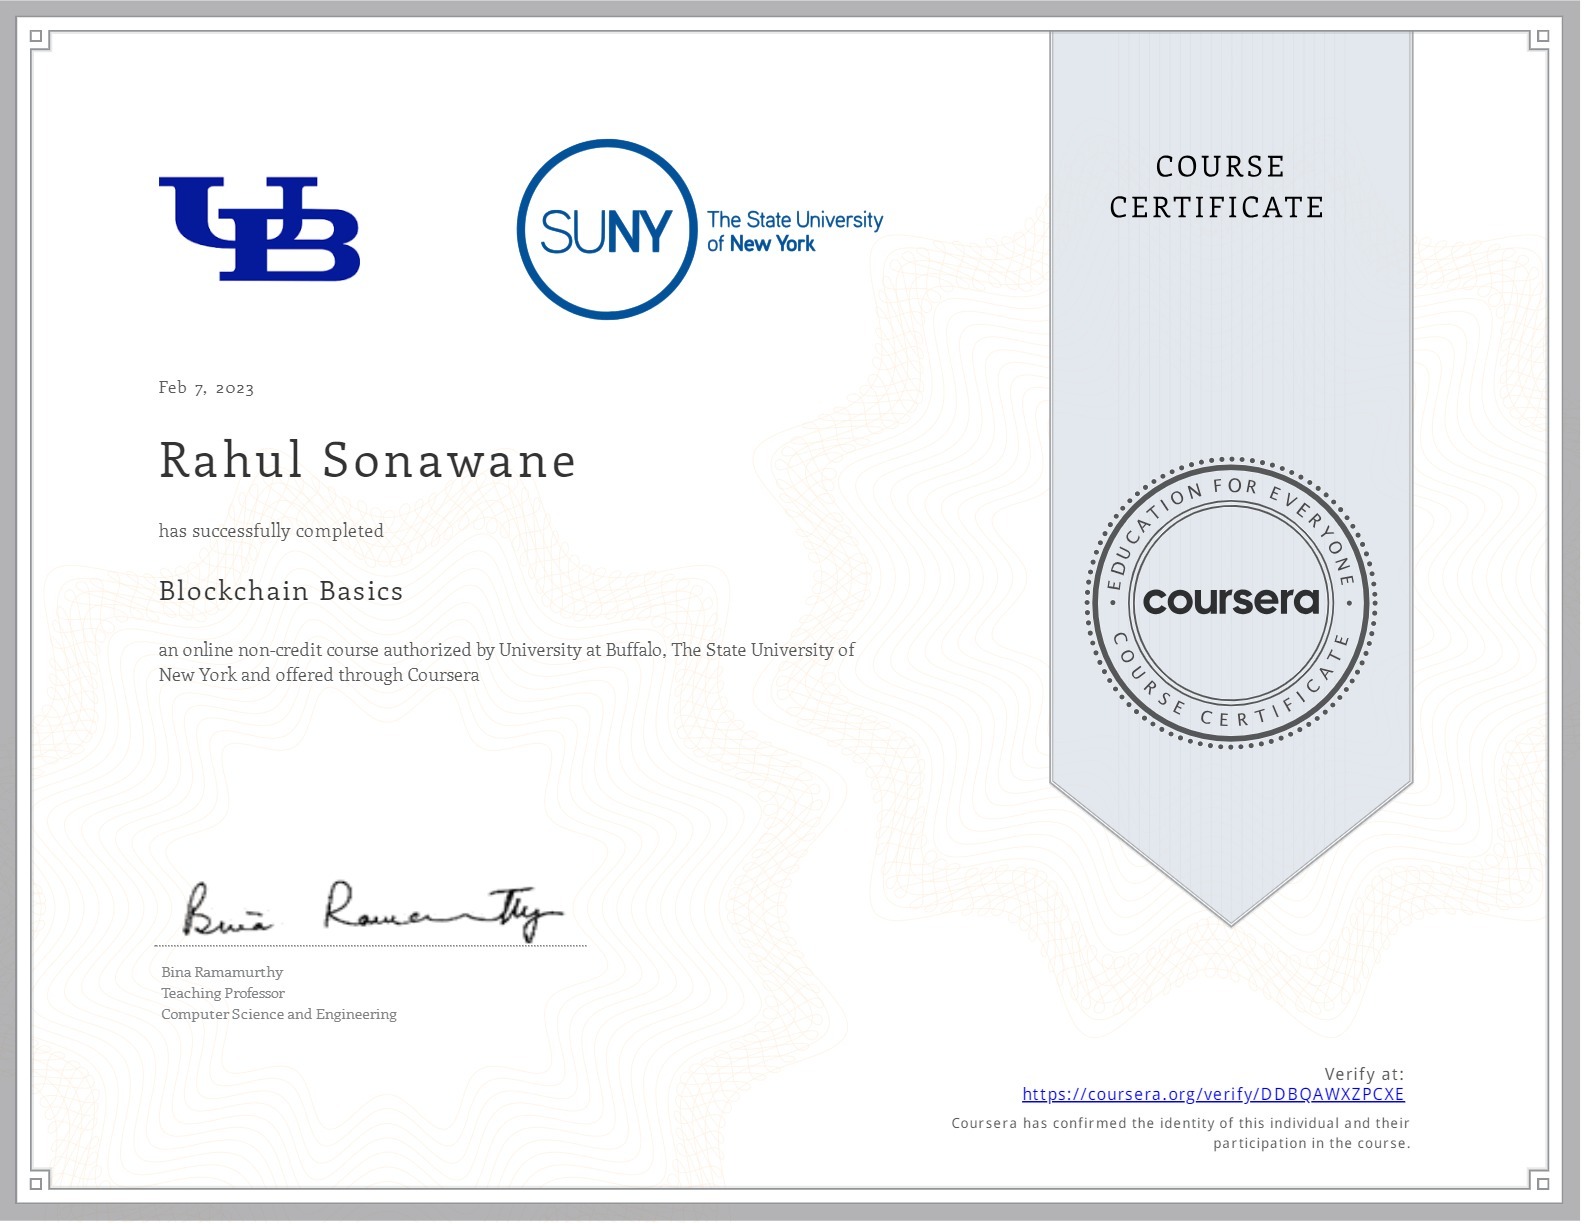 UB
SUNY
The State University
of New York
COURSE
CERTIFICATE
Feb 7, 2023
Rahul Sonawane
has successfully completed
Blockchain Basics
an online non-credit course authorized by University at Buffalo, The State University of
New York and offered through Coursera
EDUCATION FOR EVERYONE
coursera
COURSE CERTIFICATE
Bina Ramamurthy
Bina Ramamurthy
Teaching Professor
Computer Science and Engineering
Verify at:
https://coursera.org/verify/DDBQAWXZPCXE
Coursera has confirmed the identity of this individual and their
participation in the course.